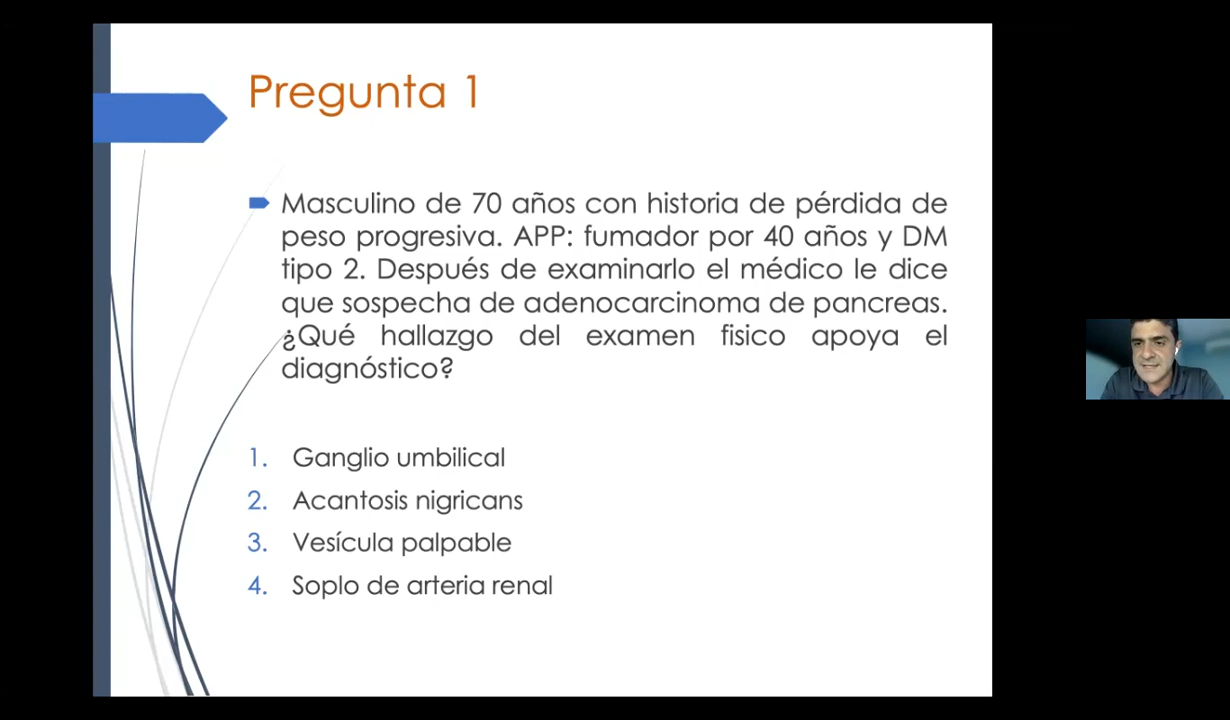 Pregunta 1
Masculino de 70 años con historia de pérdida de
peso progresiva. APP: fumador por 40 años y DM
tipo 2. Después de examinarlo el médico le dice
que sospecha de adenocarcinoma de pancreas.
¿Qué hallazgo del examen fisico apoya el
diagnóstico?
1. Ganglio umbilical
2. Acantosis nigricans
3. Vesícula palpable
4. Soplo de arteria renal